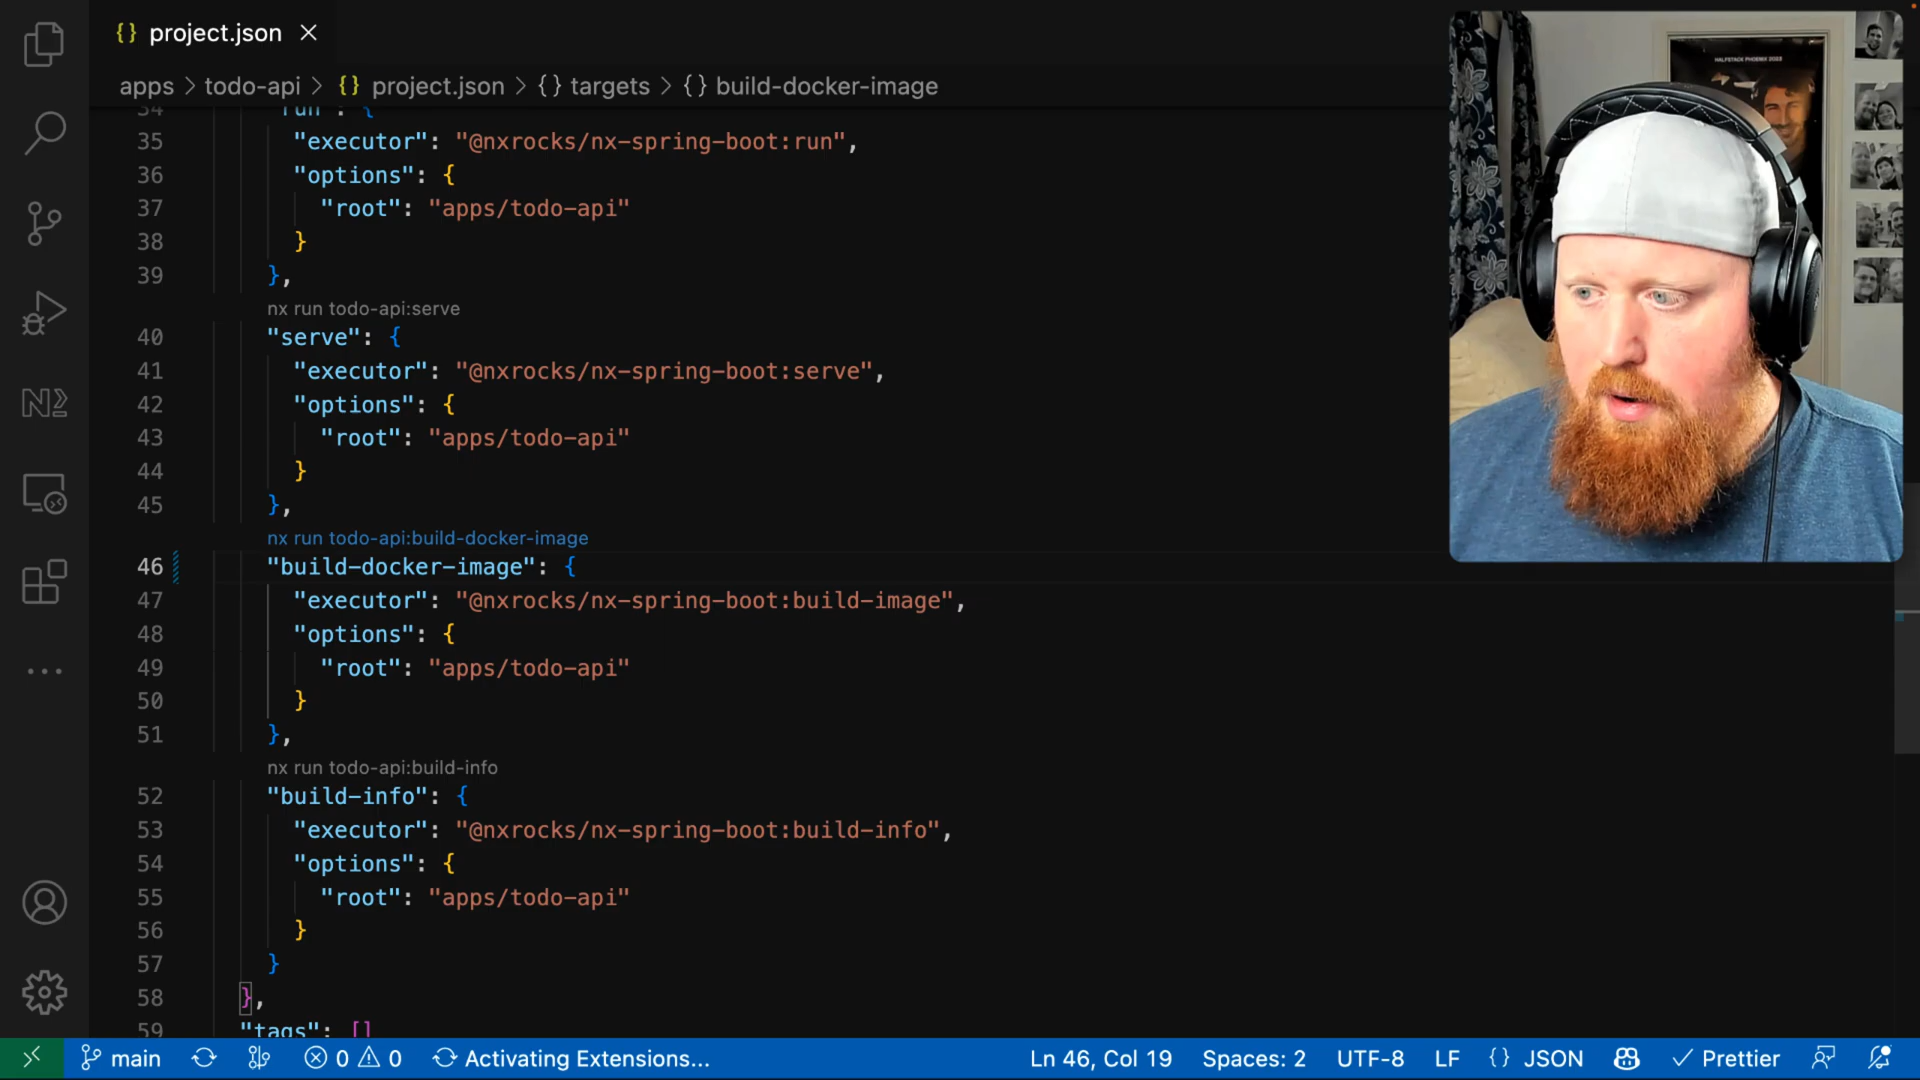 {} project.json ×
apps > todo-api > {} project.json > {} targets > {} build-docker-image
34 "run": {
35 "executor": "@nxrocks/nx-spring-boot:run",
36 "options": {
37 "root": "apps/todo-api"
38 }
39 },
nx run todo-api:serve
40 "serve": {
41 "executor": "@nxrocks/nx-spring-boot:serve",
42 "options": {
43 "root": "apps/todo-api"
44 }
45 },
nx run todo-api:build-docker-image
46 "build-docker-image": {
47 "executor": "@nxrocks/nx-spring-boot:build-image",
48 "options": {
49 "root": "apps/todo-api"
50 }
51 },
nx run todo-api:build-info
52 "build-info": {
53 "executor": "@nxrocks/nx-spring-boot:build-info",
54 "options": {
55 "root": "apps/todo-api"
56 }
57 }
58 },
59 "tags": []
HALFSTACK PHOENIX 2023
main 0 0 Activating Extensions... Ln 46, Col 19 Spaces: 2 UTF-8 LF {} JSON Prettier